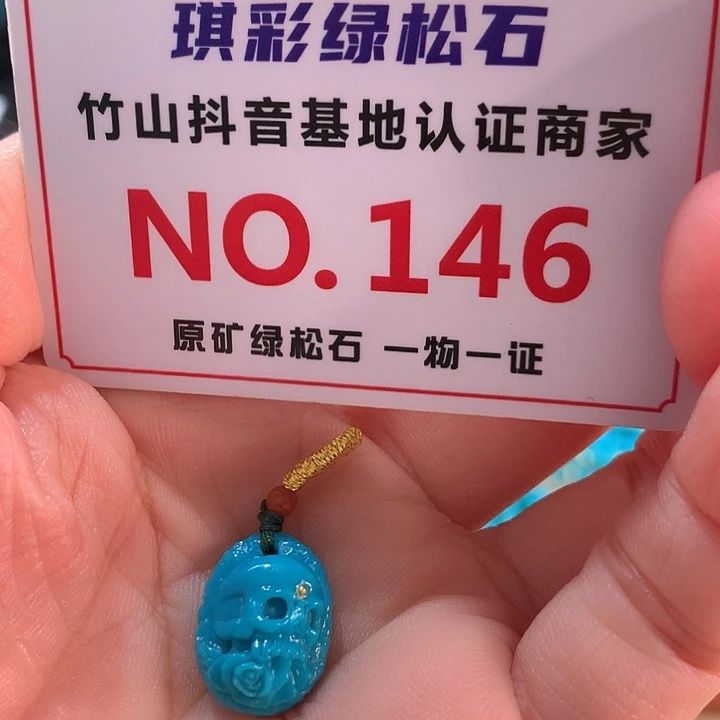 琪彩绿松石
竹山抖音基地认证商家
NO.146
原矿绿松石 一物一证